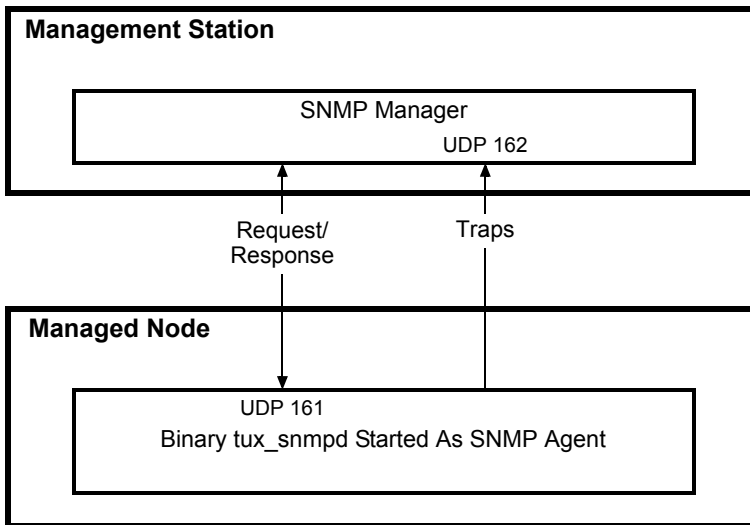 Management Station
SNMP Manager
UDP 162
Request/
Response
Traps
Managed Node
UDP 161
Binary tux_snmpd Started As SNMP Agent